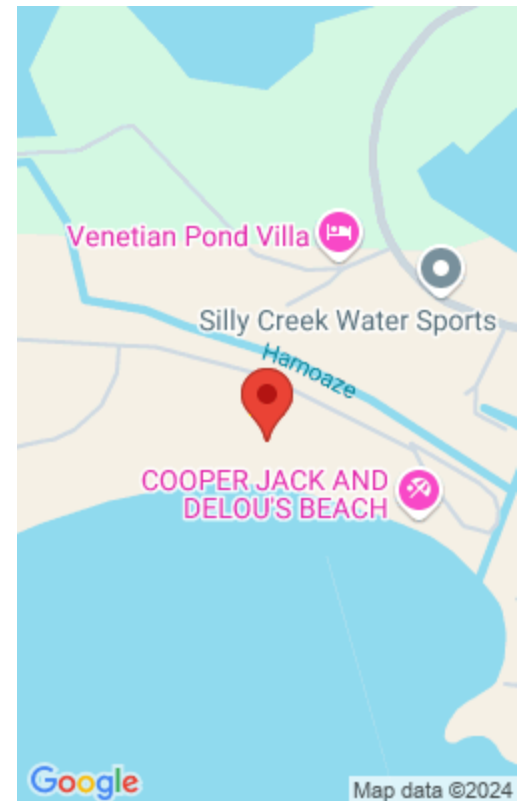 Venetian Pond Villa
Silly Creek Water Sports
Hamoaze
COOPER JACK AND
DELOU'S BEACH
Google
Map data ©2024